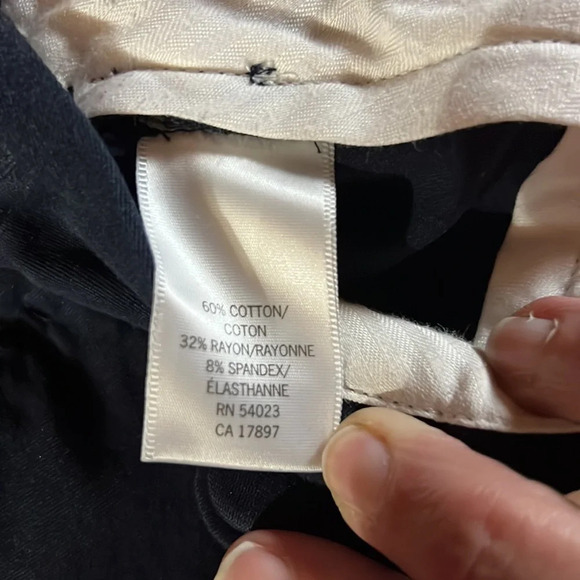 60% COTTON/
COTON
32% RAYON/RAYONNE
8% SPANDEX/
ÉLASTHANNE
RN 54023
CA 17897